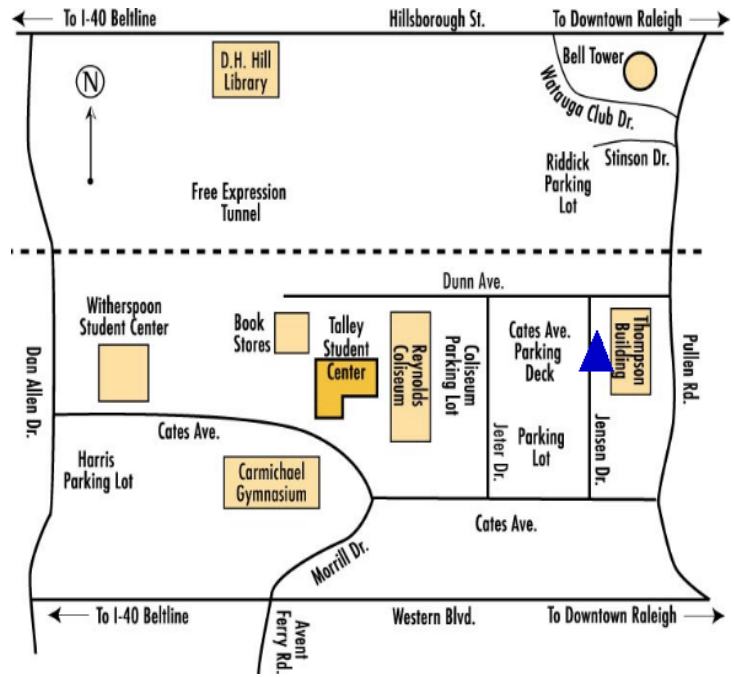 To I-40 Beltline
Hillsborough St.
To Downtown Raleigh
D.H. Hill
Library
Bell Tower
Watauga Club Dr.
N
Stinson Dr.
Riddick
Parking
Lot
Free Expression
Tunnel
Dunn Ave.
Witherspoon
Student Center
Book
Stores
Talley
Student
Center
Reynolds
Coliseum
Coliseum
Parking Lot
Cates Ave.
Parking
Deck
Thompson
Building
Pullen Rd.
Dan Allen Dr.
Cates Ave.
Harris
Parking Lot
Carmichael
Gymnasium
Jeter Dr.
Parking
Lot
Jensen Dr.
Cates Ave.
Morrill Dr.
To I-40 Beltline
Avent
Ferry Rd.
Western Blvd.
To Downtown Raleigh